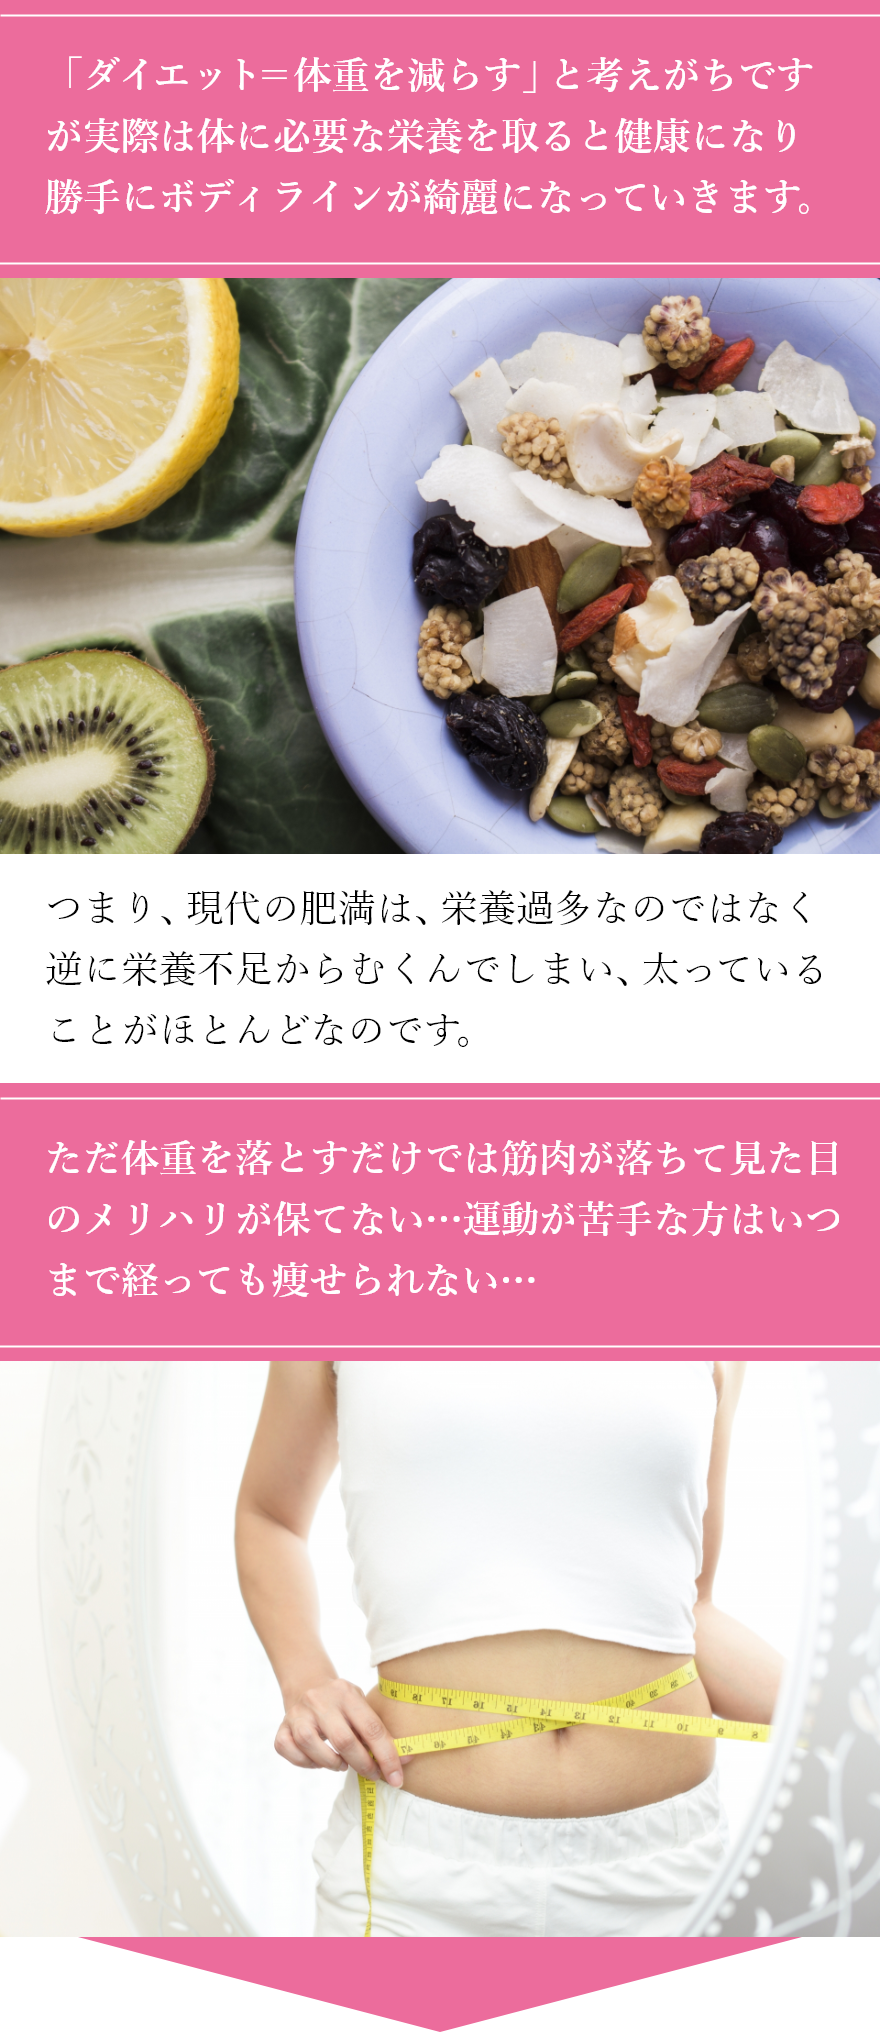 「ダイエット＝体重を減らす」と考えがちです
が実際は体に必要な栄養を取ると健康になり
勝手にボディラインが綺麗になっていきます。
つまり、現代の肥満は、栄養過多なのではなく
逆に栄養不足からむくんでしまい、太っている
ことがほとんどなのです。
ただ体重を落とすだけでは筋肉が落ちて見た目
のメリハリが保てない…運動が苦手な方はいつ
まで経っても痩せられない…